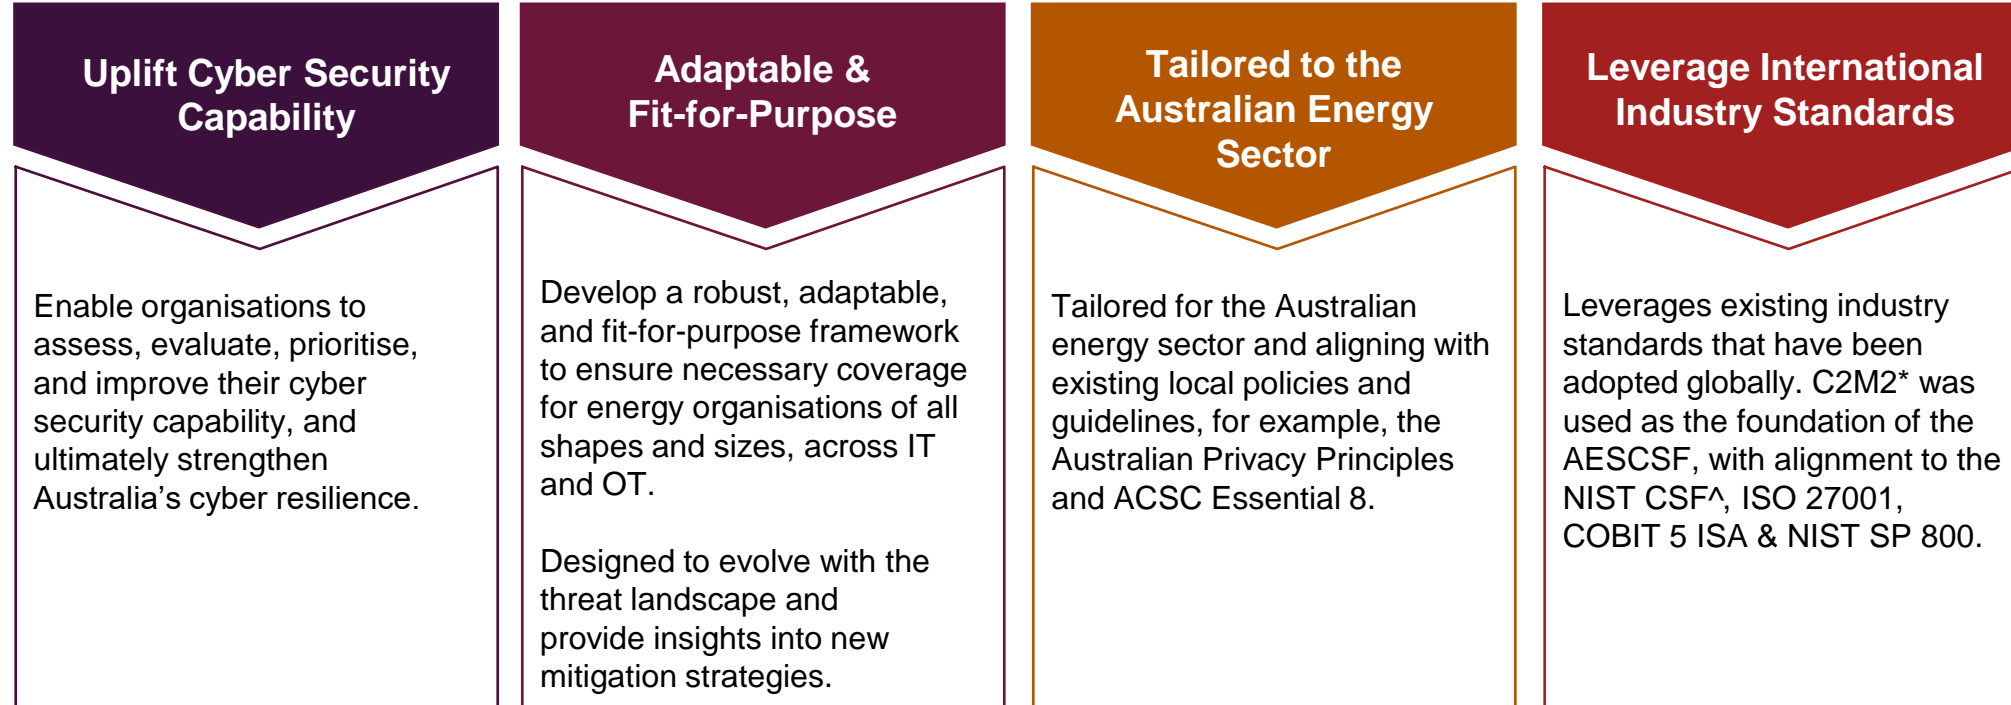 Uplift Cyber Security
Capability
Enable organisations to
assess, evaluate, prioritise,
and improve their cyber
security capability, and
ultimately strengthen
Australia’s cyber resilience.
Adaptable &
Fit-for-Purpose
Develop a robust, adaptable,
and fit-for-purpose framework
to ensure necessary coverage
for energy organisations of all
shapes and sizes, across IT
and OT.
Designed to evolve with the
threat landscape and
provide insights into new
mitigation strategies.
Tailored to the
Australian Energy
Sector
Tailored for the Australian
energy sector and aligning with
existing local policies and
guidelines, for example, the
Australian Privacy Principles
and ACSC Essential 8.
Leverage International
Industry Standards
Leverages existing industry
standards that have been
adopted globally. C2M2* was
used as the foundation of the
AESCSF, with alignment to the
NIST CSF^, ISO 27001,
COBIT 5 ISA & NIST SP 800.